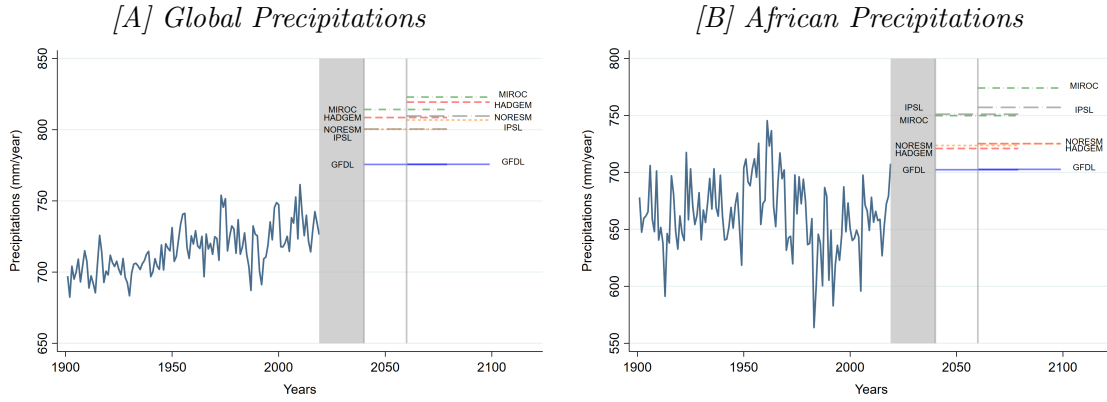 [A] Global Precipitations
850
800
750
700
650
Precipitations (mm/year)
MIROC
HADGEM
NORESM
IPSL
GFDL
MIROC
HADGEM
NORESM
IPSL
GFDL
1900
1950
2000
2050
2100
Years
[B] African Precipitations
800
750
700
650
600
550
Precipitations (mm/year)
IPSL
MIROC
NORESM
HADGEM
GFDL
MIROC
IPSL
NORESM
HADGEM
GFDL
1900
1950
2000
2050
2100
Years